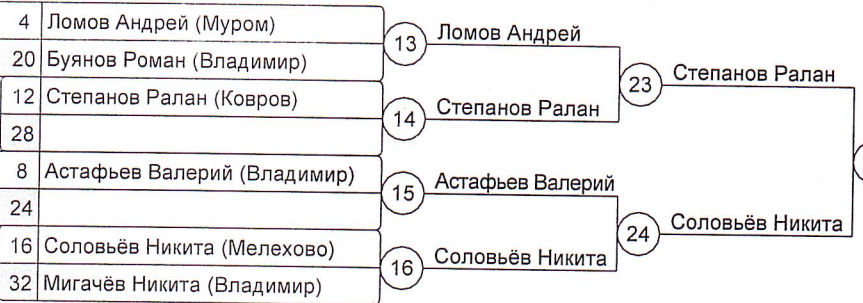 4 Ломов Андрей (Муром)
20 Буянов Роман (Владимир)
12 Степанов Ралан (Ковров)
28
8 Астафьев Валерий (Владимир)
24
16 Соловьёв Никита (Мелехово)
32 Мигачёв Никита (Владимир)
13 Ломов Андрей
14 Степанов Ралан
15 Астафьев Валерий
16 Соловьёв Никита
23 Степанов Ралан
24 Соловьёв Никита